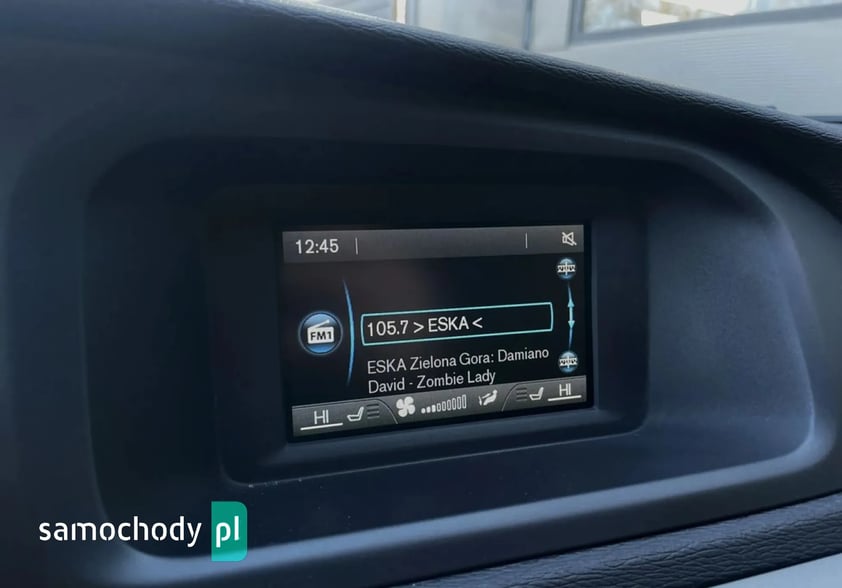 12:45
FM1
105.7 > ESKA <
ESKA Zielona Gora: Damiano
David - Zombie Lady
HI
HI
samochody pl